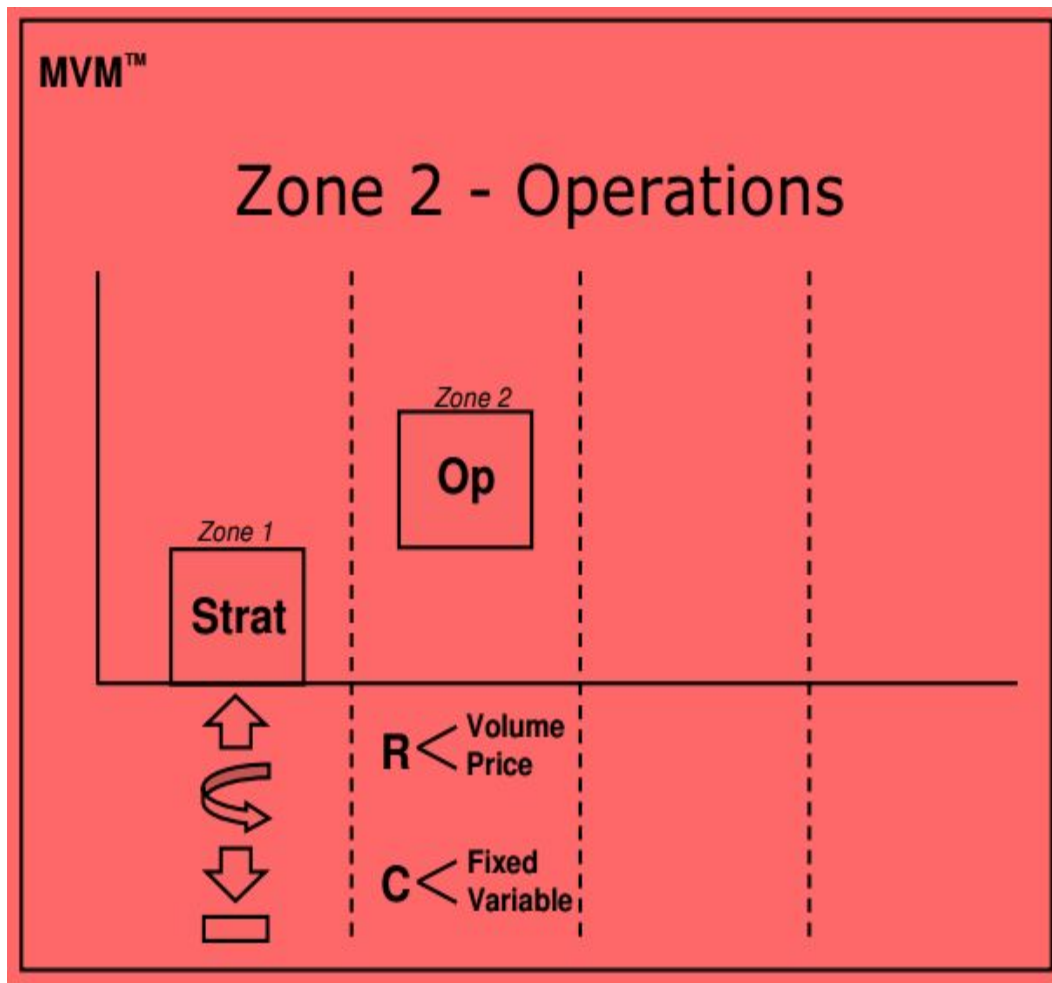 MVM™
Zone 2 - Operations
Zone 2
Op
Zone 1
Strat
R
Volume
Price
C
Fixed
Variable